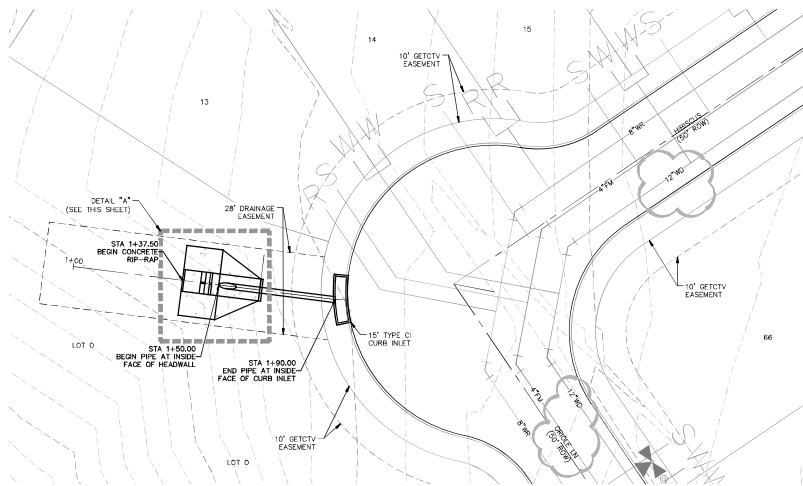 14
15
10' GETCTV
EASEMENT
S W W S
S R R
R S W W
13
HIBISCUS
(50' ROW)
8"WR
4"FM
12"WD
DETAIL "A"
(SEE THIS SHEET)
28' DRAINAGE
EASEMENT
STA 1+37.50
BEGIN CONCRETE
RIP-RAP
1+00
10' GETCTV
EASEMENT
15' TYPE CI
CURB INLET
66
LOT O
STA 1+50.00
BEGIN PIPE AT INSIDE
FACE OF HEADWALL
STA 1+90.00
END PIPE AT INSIDE
FACE OF CURB INLET
4"FM
12"WD
8"WR
ORIOLE LN
(50' ROW)
10' GETCTV
EASEMENT
LOT O
S W W